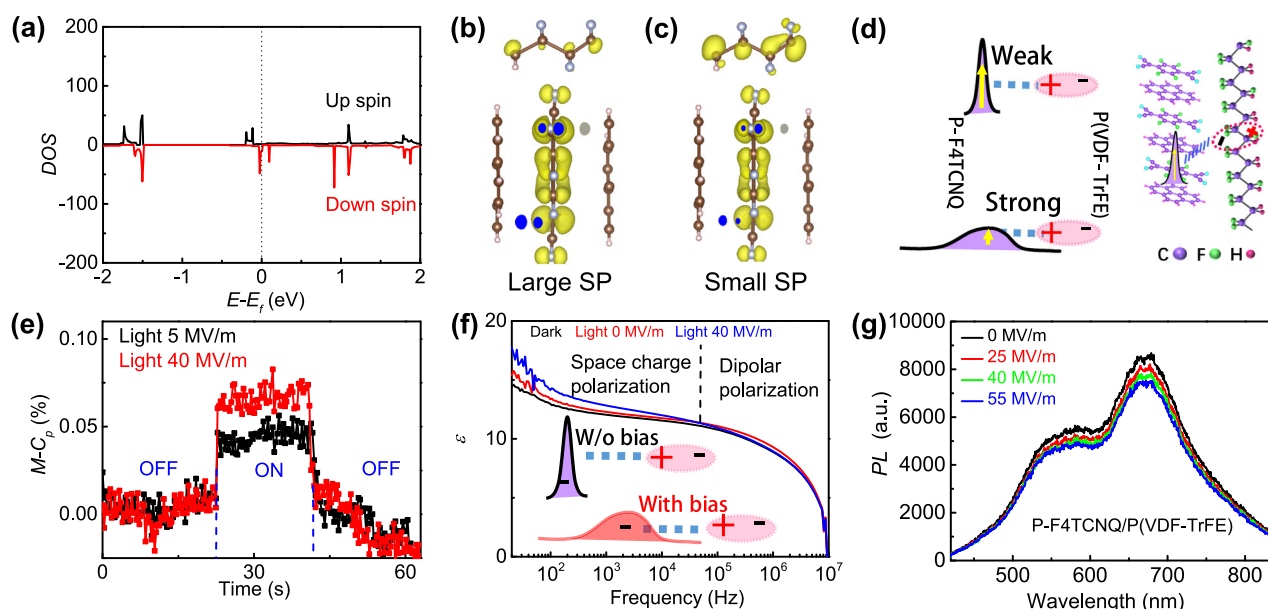 (a)
200
100
0
-100
-200
DOS
Up spin
Down spin
-2
-1
0
1
2
E-Ef (eV)
(b)
Large SP
(c)
Small SP
(d)
Weak
+ -
P-F4TCNQ
P(VDF-TrFE)
Strong
+ -
- +
C F H
(e)
0.10
0.05
0.00
M-Cp (%)
Light 5 MV/m
Light 40 MV/m
OFF
ON
OFF
0
20
40
60
Time (s)
(f)
20
10
0
ε
Dark Light 0 MV/m Light 40 MV/m
Space charge
polarization
Dipolar
polarization
W/o bias
- + -
With bias
- + -
10²
10³
10⁴
10⁵
10⁶
10⁷
Frequency (Hz)
(g)
10000
8000
6000
4000
2000
0
PL (a.u.)
0 MV/m
25 MV/m
40 MV/m
55 MV/m
P-F4TCNQ/P(VDF-TrFE)
500
600
700
800
Wavelength (nm)